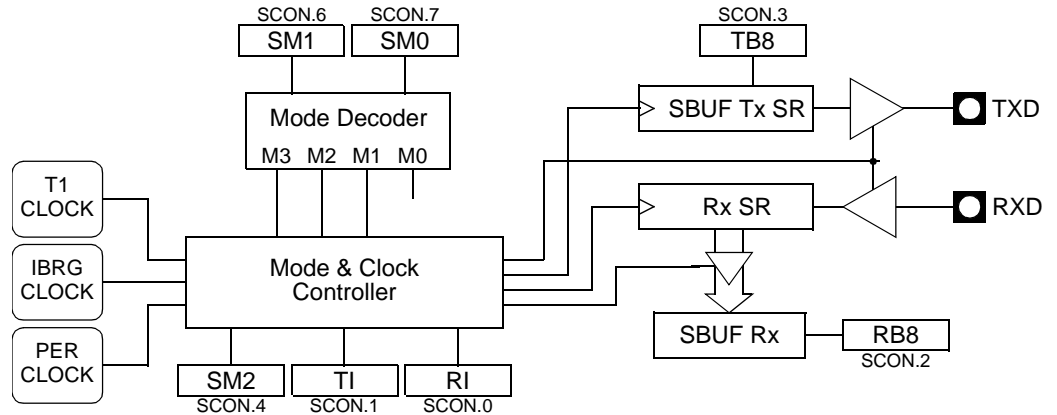 SCON.6 SCON.7 SCON.3
SM1 SM0 TB8
Mode Decoder
M3 M2 M1 M0
SBUF Tx SR
TXD
T1
CLOCK
Rx SR
RXD
IBRG
CLOCK
Mode & Clock
Controller
PER
CLOCK
SBUF Rx
RB8
SCON.2
SM2 TI RI
SCON.4 SCON.1 SCON.0